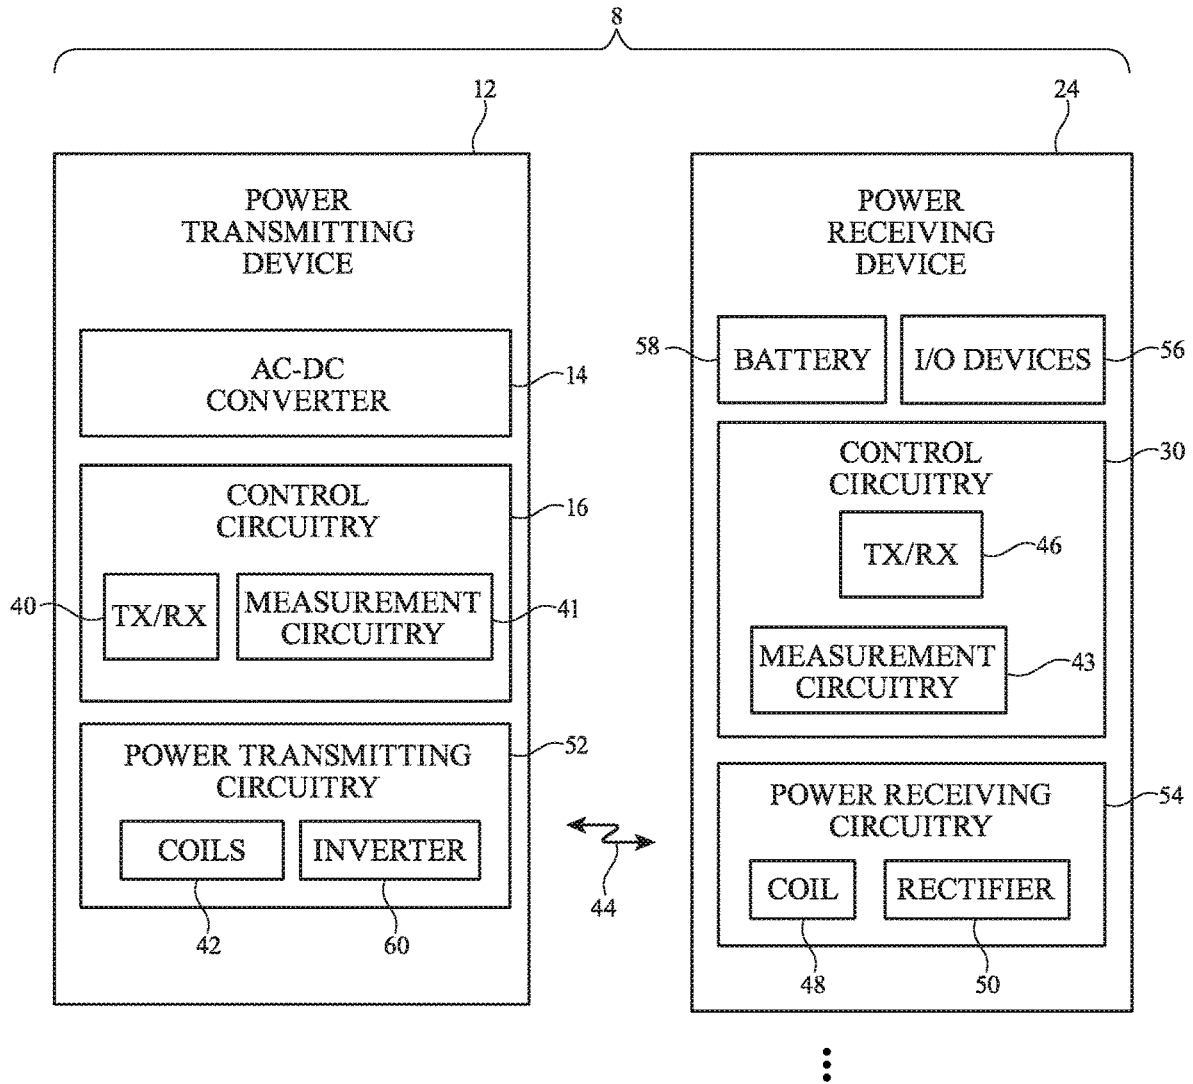 8
12
24
POWER
TRANSMITTING
DEVICE
AC-DC
CONVERTER
14
CONTROL
CIRCUITRY
16
40
TX/RX
MEASUREMENT
CIRCUITRY
41
POWER TRANSMITTING
CIRCUITRY
52
COILS
INVERTER
42
60
44
POWER
RECEIVING
DEVICE
58
BATTERY
I/O DEVICES
56
CONTROL
CIRCUITRY
30
TX/RX
46
MEASUREMENT
CIRCUITRY
43
POWER RECEIVING
CIRCUITRY
54
COIL
RECTIFIER
48
50